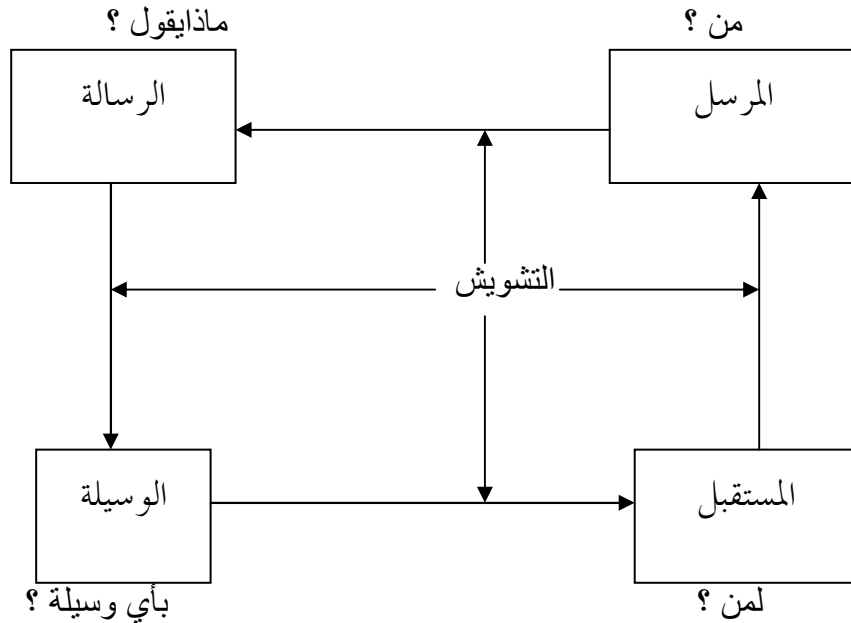 من ؟
ماذايقول ؟
المرسل
الرسالة
التشويش
المستقبل
الوسيلة
لمن ؟
بأي وسيلة ؟